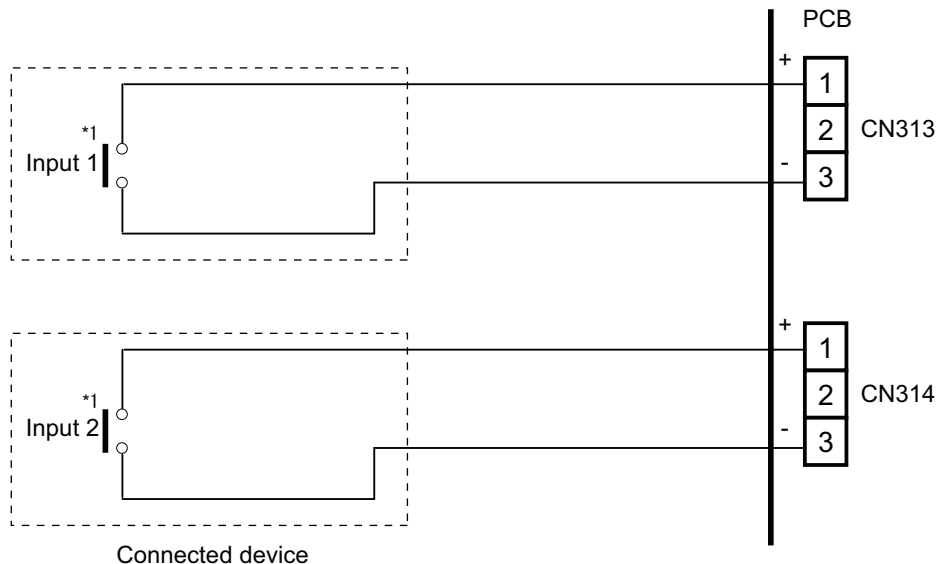 PCB
+
1
*1
2
CN313
Input 1
-
3
+
1
*1
2
CN314
Input 2
-
3
Connected device